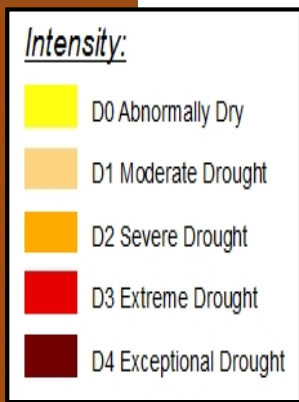 Intensity:
D0 Abnormally Dry
D1 Moderate Drought
D2 Severe Drought
D3 Extreme Drought
D4 Exceptional Drought